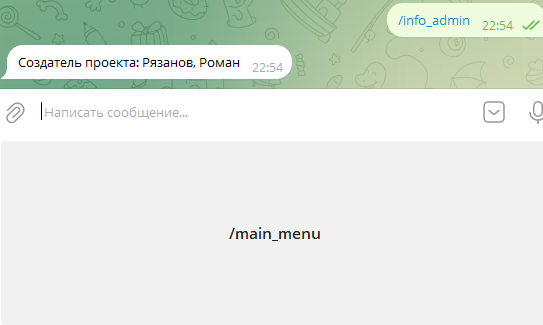 /info_admin 22:54
Создатель проекта: Рязанов, Роман 22:54
Написать сообщение...
/main_menu